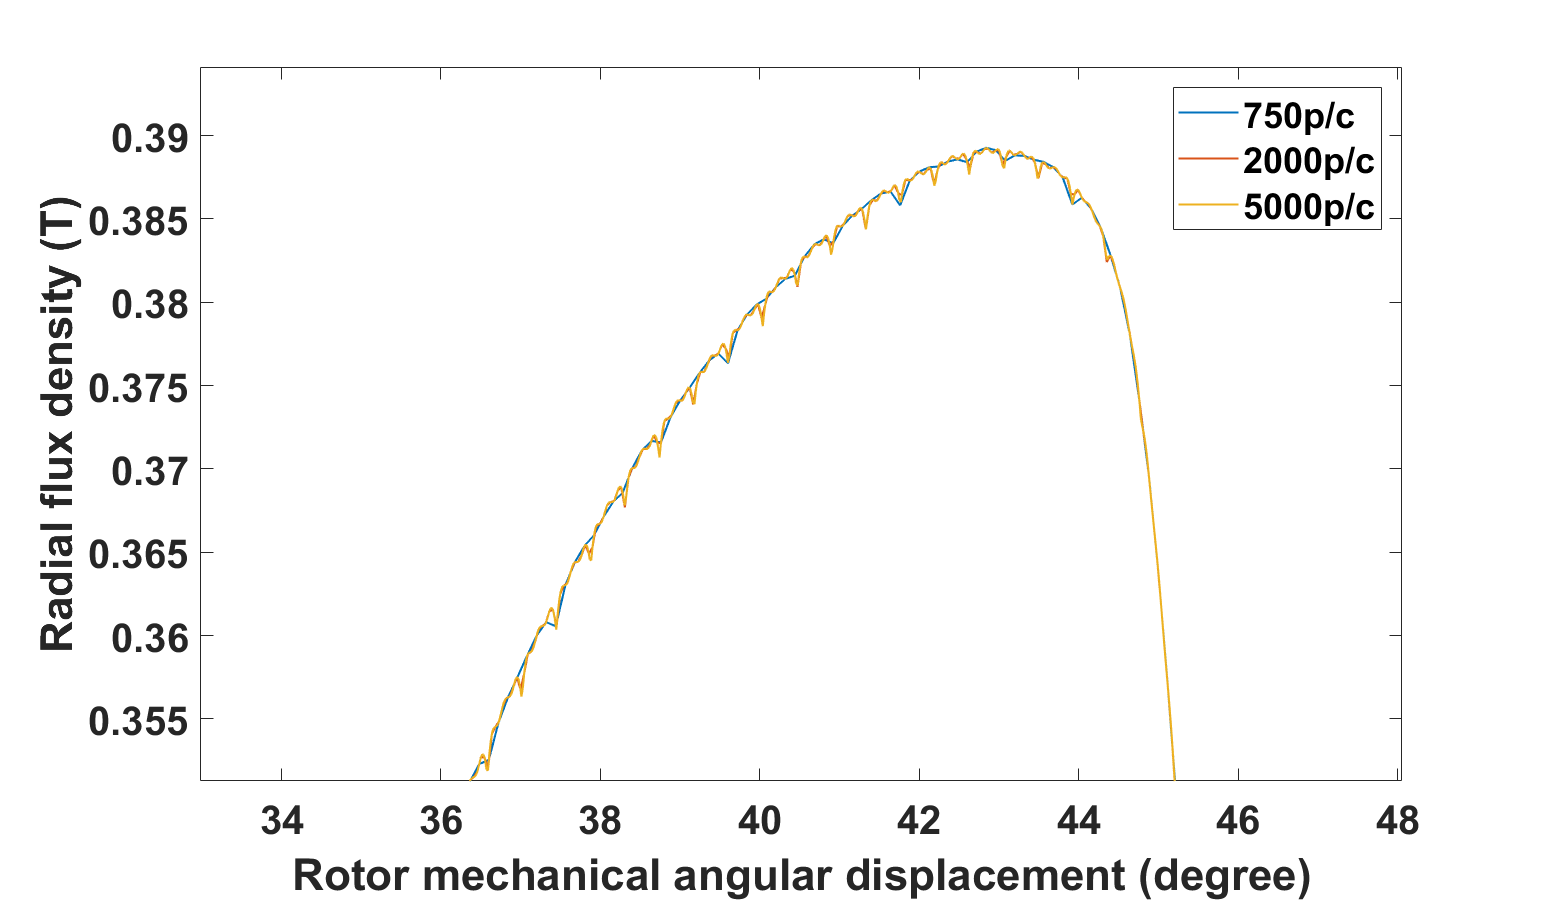 0.39
0.385
0.38
0.375
0.37
0.365
0.36
0.355
Radial flux density (T)
750p/c
2000p/c
5000p/c
34 36 38 40 42 44 46 48
Rotor mechanical angular displacement (degree)